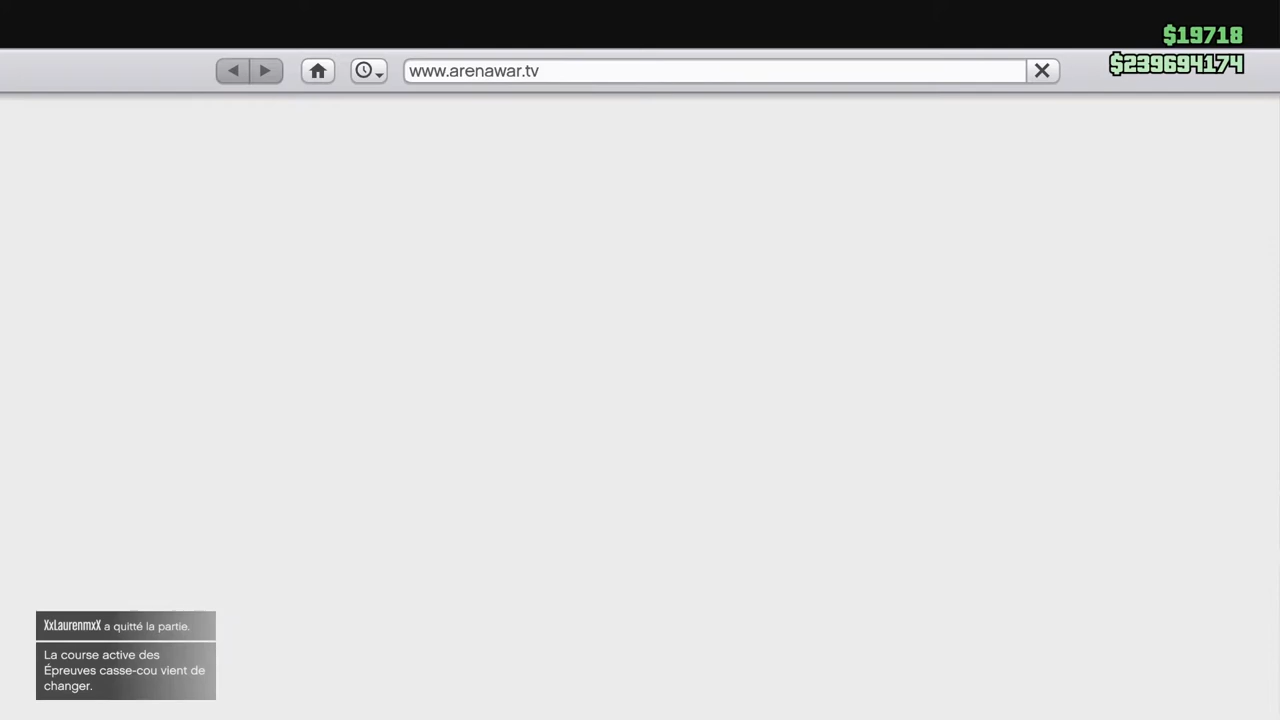 $19718
www.arenawar.tv
$239694174
XxLaurenmxX a quitté la partie.
La course active des
Épreuves casse-cou vient de
changer.